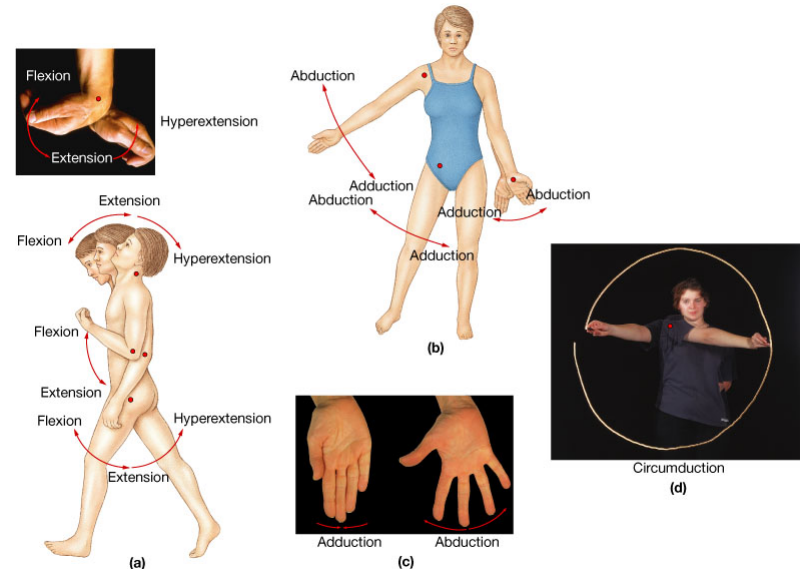 Flexion
Hyperextension
Extension
Extension
Flexion
Hyperextension
Flexion
Extension
Flexion
Hyperextension
Extension
(a)
Abduction
Adduction
Abduction
Abduction
Adduction
Adduction
(b)
Adduction
Abduction
(c)
Circumduction
(d)